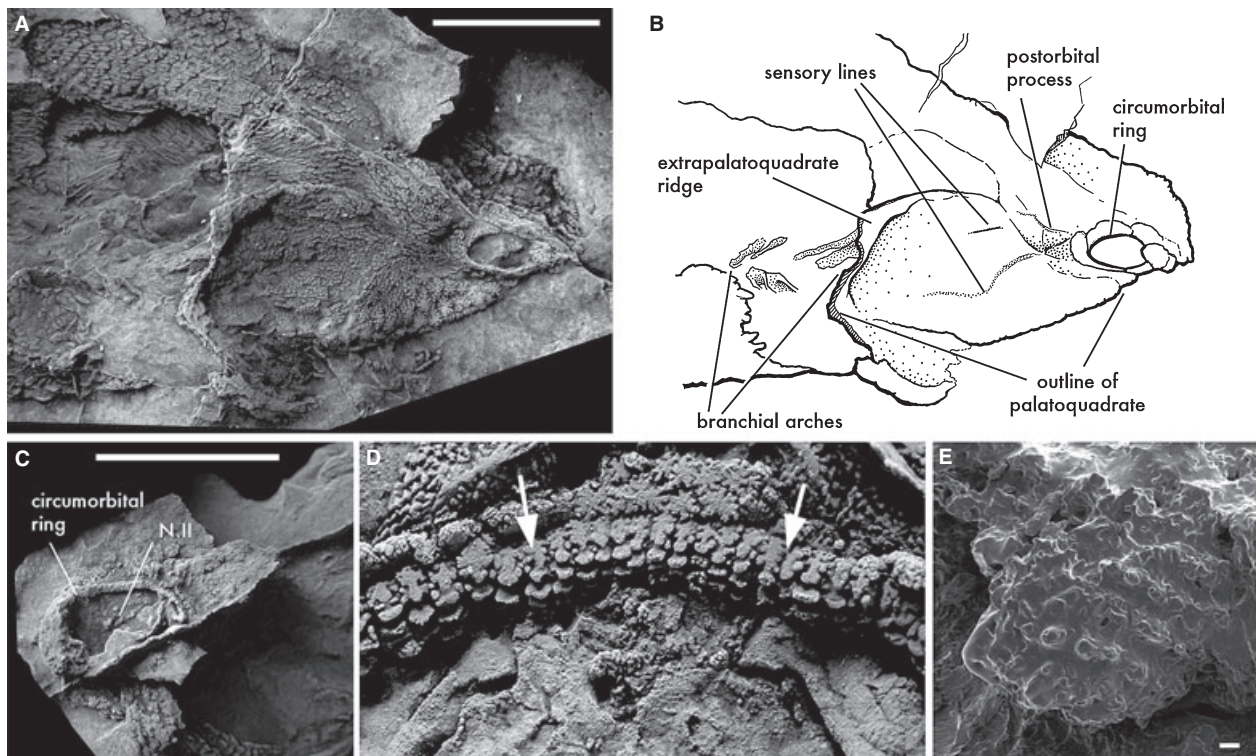 A
B
sensory lines
postorbital
process
circumorbital
ring
extrapalatoquadrate
ridge
outline of
palatoquadrate
branchial arches
C
circumorbital
ring
N.II
D
E